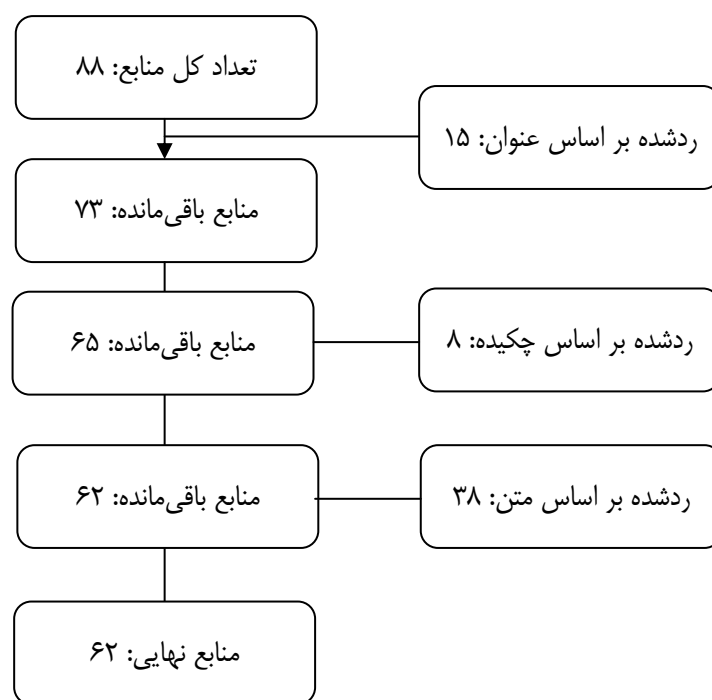 تعداد کل منابع: ۸۸
ردشده بر اساس عنوان: ۱۵
منابع باقی‌مانده: ۷۳
منابع باقی‌مانده: ۶۵
ردشده بر اساس چکیده: ۸
منابع باقی‌مانده: ۶۲
ردشده بر اساس متن: ۳۸
منابع نهایی: ۶۲